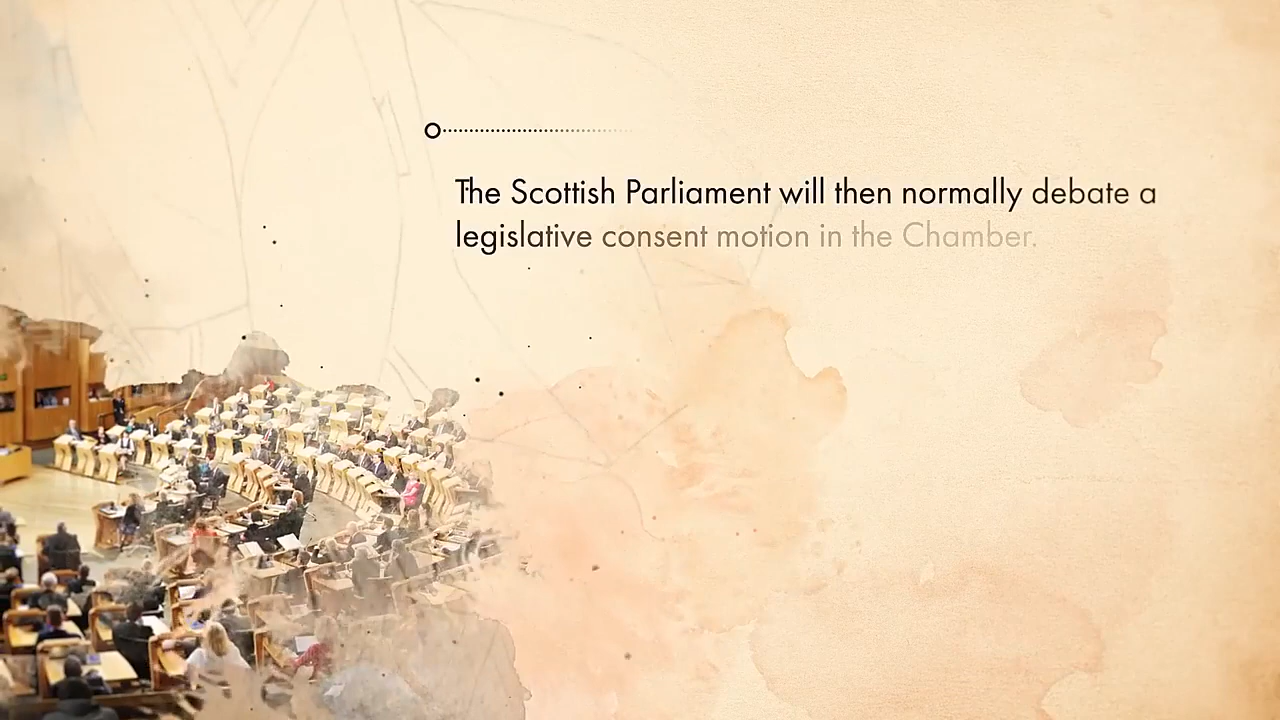 The Scottish Parliament will then normally debate a
legislative consent motion in the Chamber.